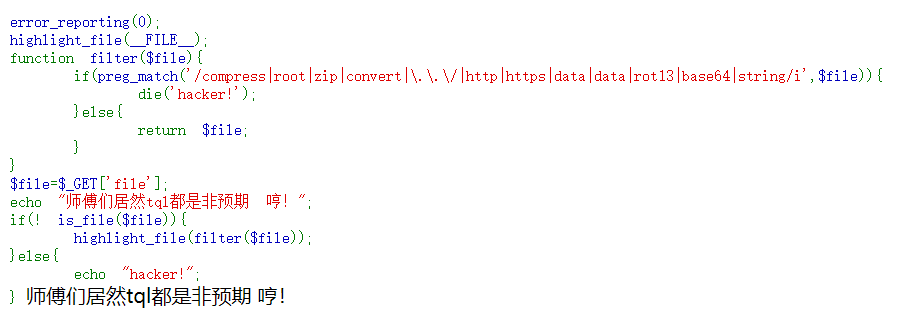 error_reporting(0);
highlight_file(__FILE__);
function filter($file){
if(preg_match('/compress|root|zip|convert|\.\.\/|http|https|data|data|rot13|base64|string/i',$file)){
die('hacker!');
}else{
return $file;
}
}
$file=$_GET['file'];
echo "师傅们居然tql都是非预期 哼！";
if(! is_file($file)){
highlight_file(filter($file));
}else{
echo "hacker!";
} 师傅们居然tql都是非预期 哼！